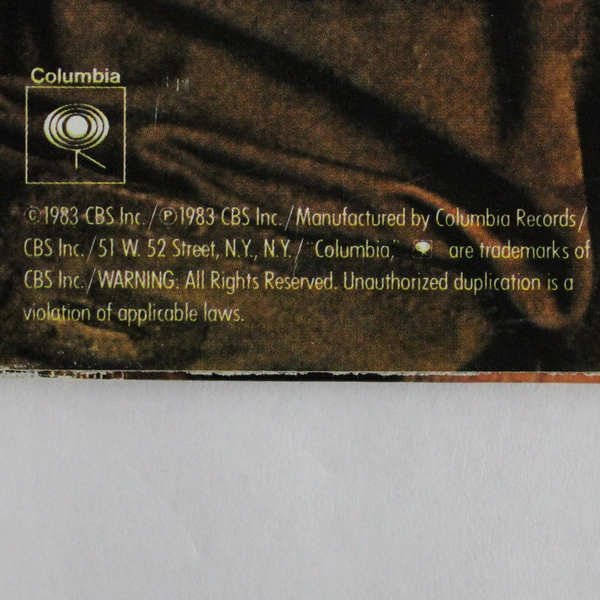 Columbia
©1983 CBS Inc./℗1983 CBS Inc./Manufactured by Columbia Records/
CBS Inc./51 W. 52 Street, N.Y., N.Y./"Columbia," are trademarks of
CBS Inc./WARNING: All Rights Reserved. Unauthorized duplication is a
violation of applicable laws.